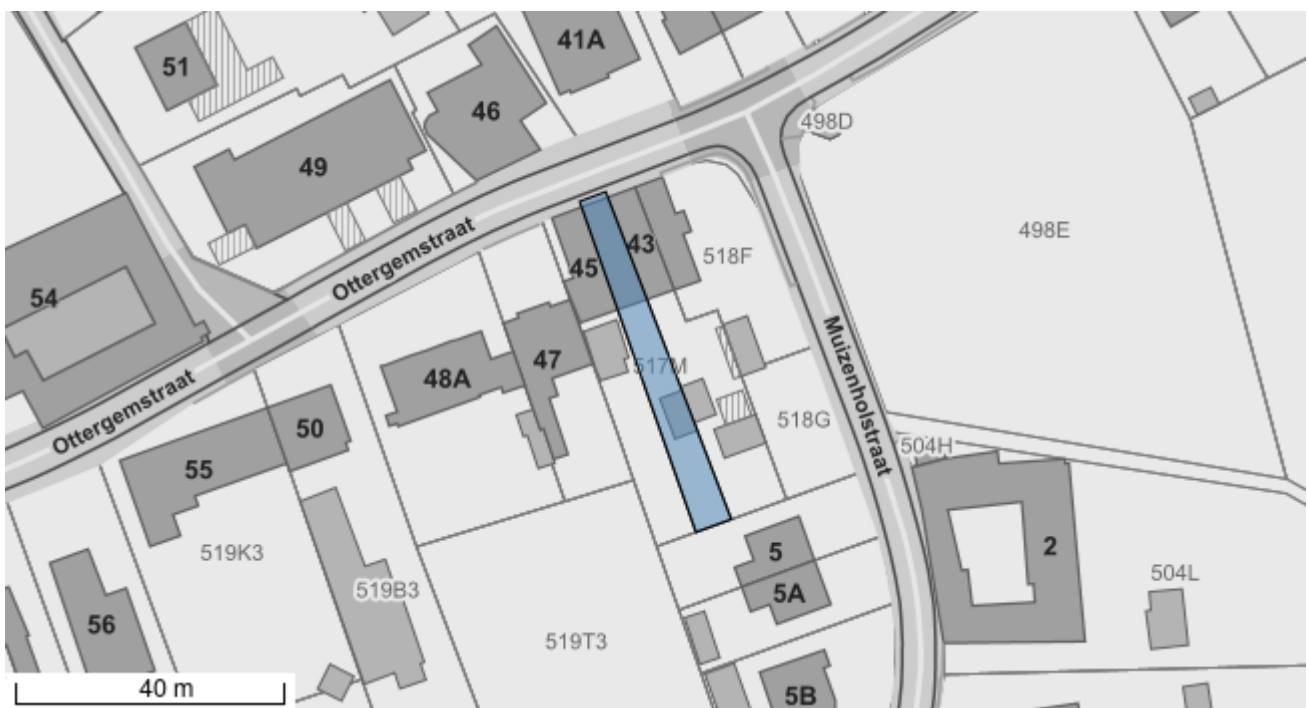 41A
51
46
498D
49
Ottergemstraat
43
498E
518F
45
54
Muizenholstraat
47
517M
48A
Ottergemstraat
518G
50
504H
55
5
2
519K3
504L
5A
519B3
56
519T3
40 m
5B